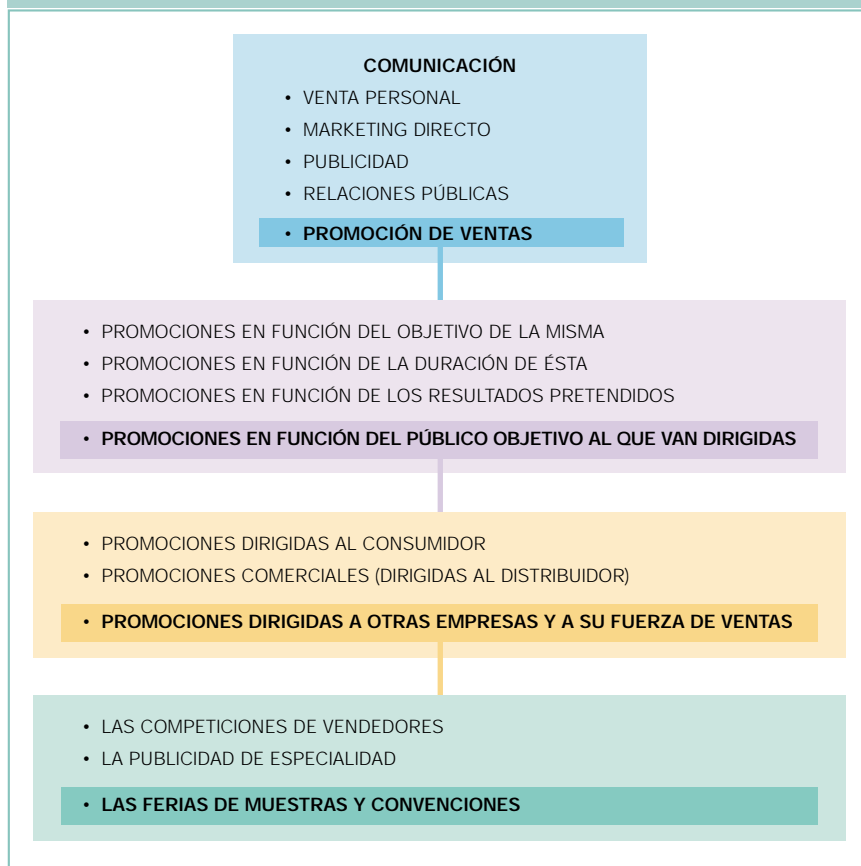 COMUNICACIÓN
• VENTA PERSONAL
• MARKETING DIRECTO
• PUBLICIDAD
• RELACIONES PÚBLICAS
• PROMOCIÓN DE VENTAS
• PROMOCIONES EN FUNCIÓN DEL OBJETIVO DE LA MISMA
• PROMOCIONES EN FUNCIÓN DE LA DURACIÓN DE ÉSTA
• PROMOCIONES EN FUNCIÓN DE LOS RESULTADOS PRETENDIDOS
• PROMOCIONES EN FUNCIÓN DEL PÚBLICO OBJETIVO AL QUE VAN DIRIGIDAS
• PROMOCIONES DIRIGIDAS AL CONSUMIDOR
• PROMOCIONES COMERCIALES (DIRIGIDAS AL DISTRIBUIDOR)
• PROMOCIONES DIRIGIDAS A OTRAS EMPRESAS Y A SU FUERZA DE VENTAS
• LAS COMPETICIONES DE VENDEDORES
• LA PUBLICIDAD DE ESPECIALIDAD
• LAS FERIAS DE MUESTRAS Y CONVENCIONES